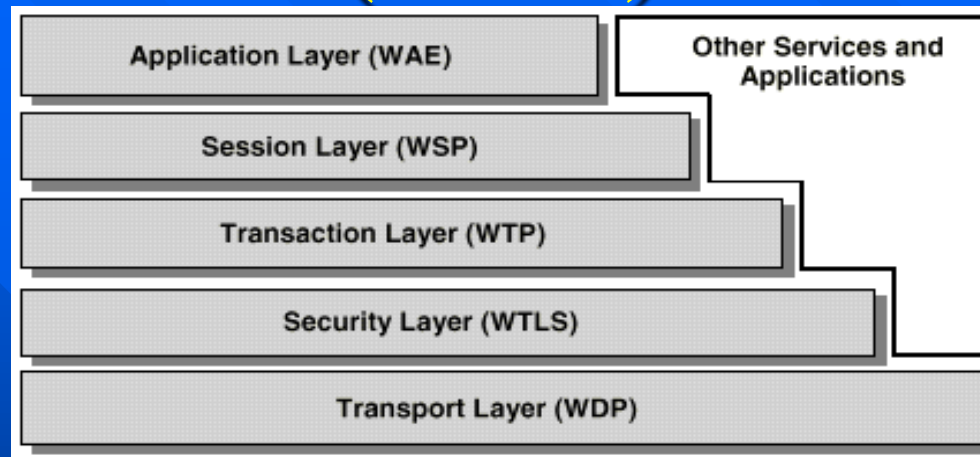 Application Layer (WAE)
Other Services and
Applications
Session Layer (WSP)
Transaction Layer (WTP)
Security Layer (WTLS)
Transport Layer (WDP)